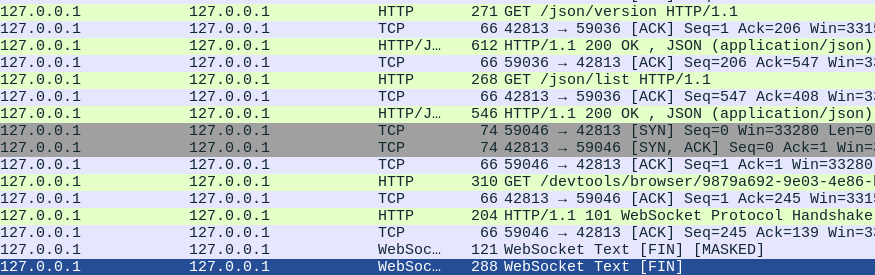 127.0.0.1 127.0.0.1 HTTP 271 GET /json/version HTTP/1.1
127.0.0.1 127.0.0.1 TCP 66 42813 → 59036 [ACK] Seq=1 Ack=206 Win=3315
127.0.0.1 127.0.0.1 HTTP/J… 612 HTTP/1.1 200 OK , JSON (application/json)
127.0.0.1 127.0.0.1 TCP 66 59036 → 42813 [ACK] Seq=206 Ack=547 Win=33
127.0.0.1 127.0.0.1 HTTP 268 GET /json/list HTTP/1.1
127.0.0.1 127.0.0.1 TCP 66 42813 → 59036 [ACK] Seq=547 Ack=408 Win=33
127.0.0.1 127.0.0.1 HTTP/J… 546 HTTP/1.1 200 OK , JSON (application/json)
127.0.0.1 127.0.0.1 TCP 74 59046 → 42813 [SYN] Seq=0 Win=33280 Len=0
127.0.0.1 127.0.0.1 TCP 74 42813 → 59046 [SYN, ACK] Seq=0 Ack=1 Win=3
127.0.0.1 127.0.0.1 TCP 66 59046 → 42813 [ACK] Seq=1 Ack=1 Win=33280
127.0.0.1 127.0.0.1 HTTP 310 GET /devtools/browser/9879a692-9e03-4e86-
127.0.0.1 127.0.0.1 TCP 66 42813 → 59046 [ACK] Seq=1 Ack=245 Win=3315
127.0.0.1 127.0.0.1 HTTP 204 HTTP/1.1 101 WebSocket Protocol Handshake
127.0.0.1 127.0.0.1 TCP 66 59046 → 42813 [ACK] Seq=245 Ack=139 Win=33
127.0.0.1 127.0.0.1 WebSoc… 121 WebSocket Text [FIN] [MASKED]
127.0.0.1 127.0.0.1 WebSoc… 288 WebSocket Text [FIN]